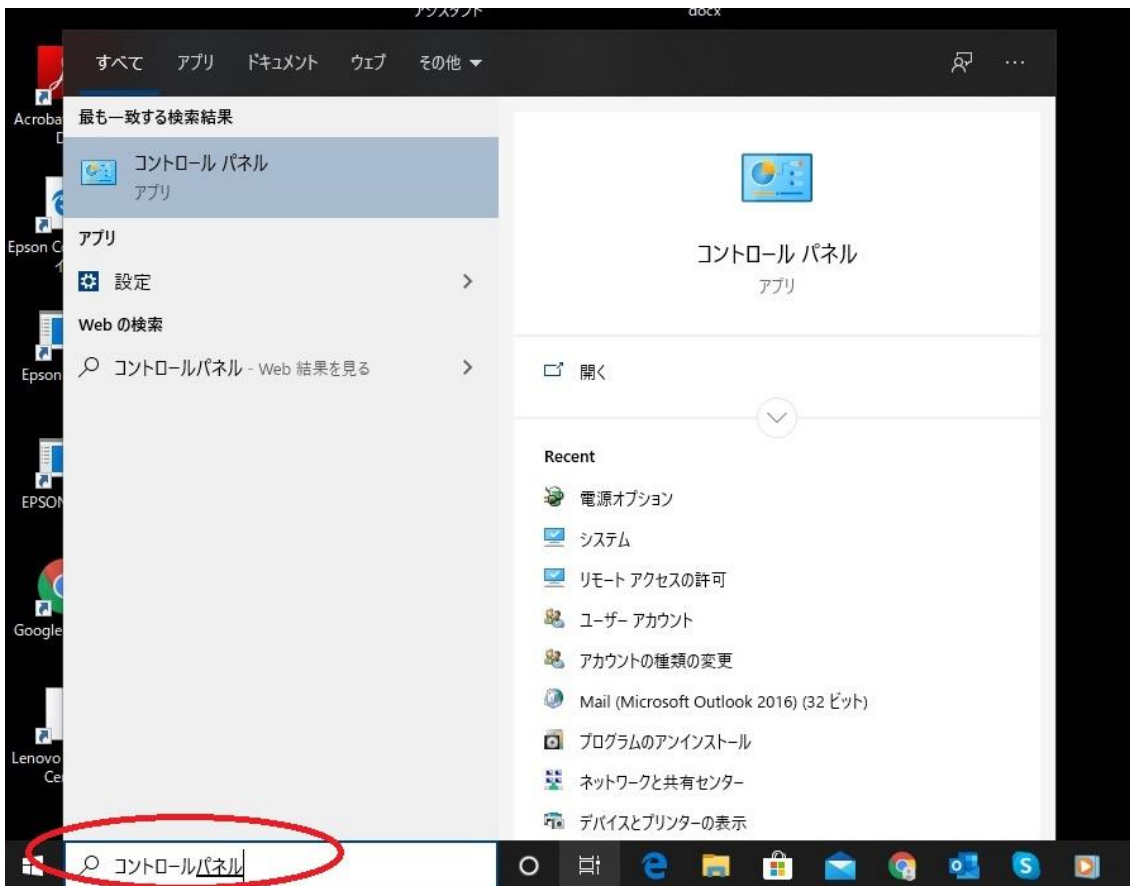 アシスタント
docx
すべて アプリ ドキュメント ウェブ その他
最も一致する検索結果
コントロール パネル
アプリ
アプリ
設定
Web の検索
コントロールパネル - Web 結果を見る
コントロール パネル
アプリ
開く
Recent
電源オプション
システム
リモート アクセスの許可
ユーザー アカウント
アカウントの種類の変更
Mail (Microsoft Outlook 2016) (32 ビット)
プログラムのアンインストール
ネットワークと共有センター
デバイスとプリンターの表示
Acroba
D
Epson C
Epson
EPSON
Google
Lenovo
Ce
コントロールパネル